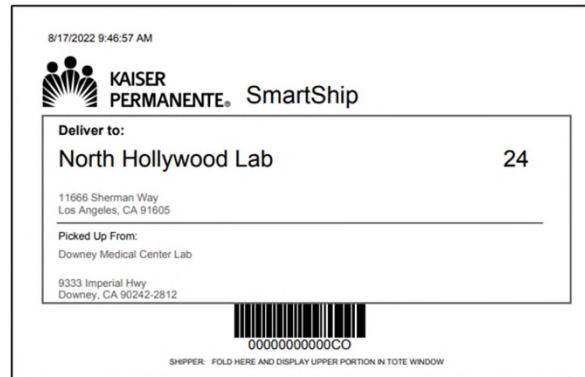 8/17/2022 9:46:57 AM
KAISER
PERMANENTE® SmartShip
Deliver to:
North Hollywood Lab 24
11666 Sherman Way
Los Angeles, CA 91605
Picked Up From:
Downey Medical Center Lab
9333 Imperial Hwy
Downey, CA 90242-2812
00000000000CO
SHIPPER: FOLD HERE AND DISPLAY UPPER PORTION IN TOTE WINDOW